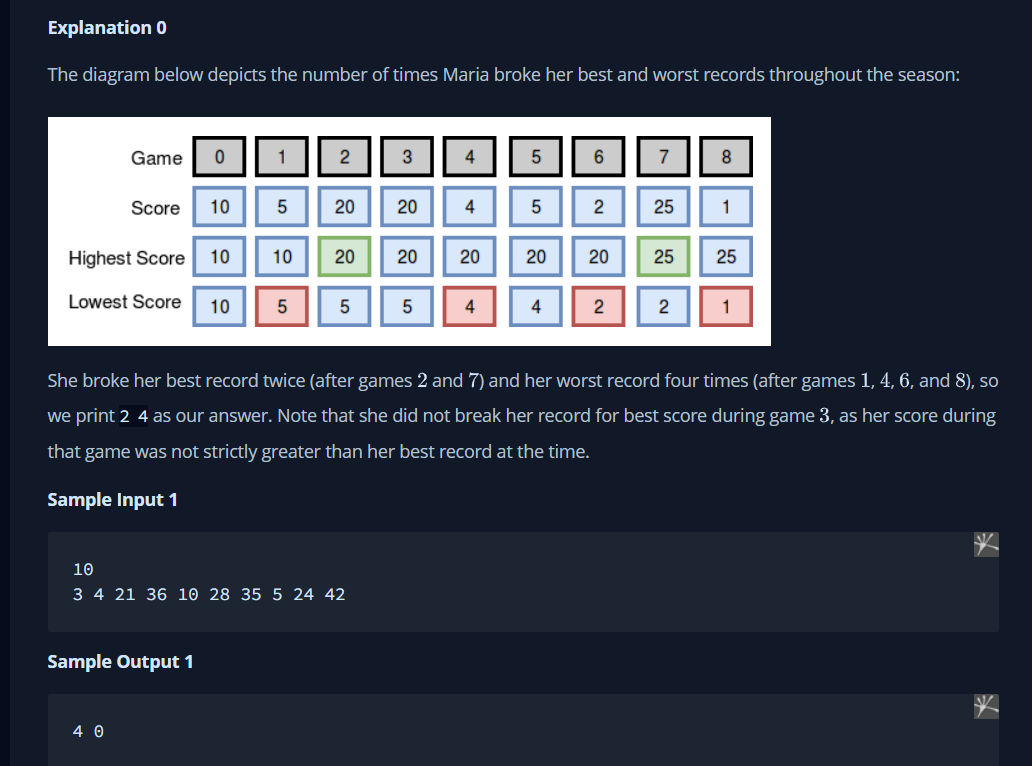 Explanation 0
The diagram below depicts the number of times Maria broke her best and worst records throughout the season:
Game 0 1 2 3 4 5 6 7 8
Score 10 5 20 20 4 5 2 25 1
Highest Score 10 10 20 20 20 20 20 25 25
Lowest Score 10 5 5 5 4 4 2 2 1
She broke her best record twice (after games 2 and 7) and her worst record four times (after games 1, 4, 6, and 8), so
we print 2 4 as our answer. Note that she did not break her record for best score during game 3, as her score during
that game was not strictly greater than her best record at the time.
Sample Input 1
10
3 4 21 36 10 28 35 5 24 42
Sample Output 1
4 0